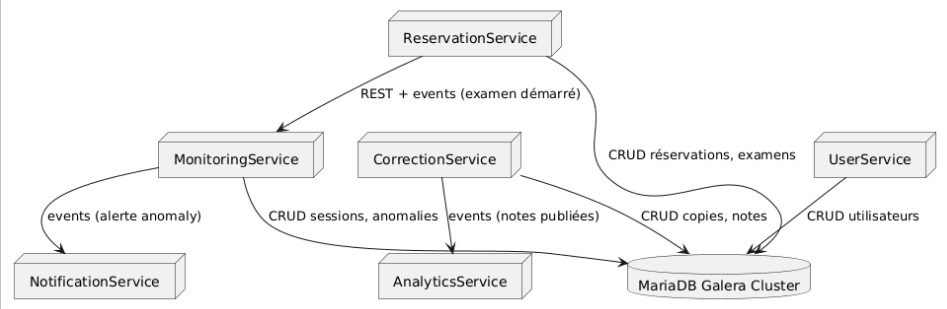 ReservationService
REST + events (examen démarré)
MonitoringService
CorrectionService
CRUD réservations, examens
UserService
events (alerte anomaly)
CRUD sessions, anomalies
events (notes publiées)
CRUD copies, notes
CRUD utilisateurs
NotificationService
AnalyticsService
MariaDB Galera Cluster